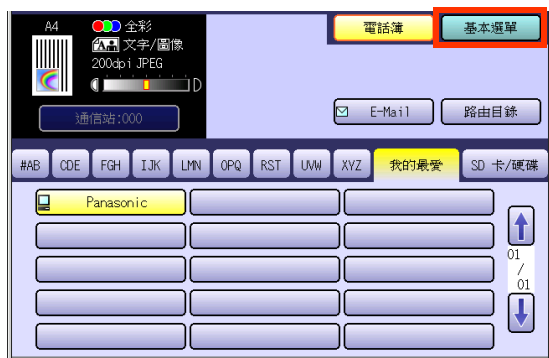 A4 全彩 電話簿 基本選單
文字/圖像
200dpi JPEG
D
通信站:000 E-Mail 路由目錄
#AB CDE FGH IJK LMN OPQ RST UVW XYZ 我的最愛 SD 卡/硬碟
Panasonic
01
/
01